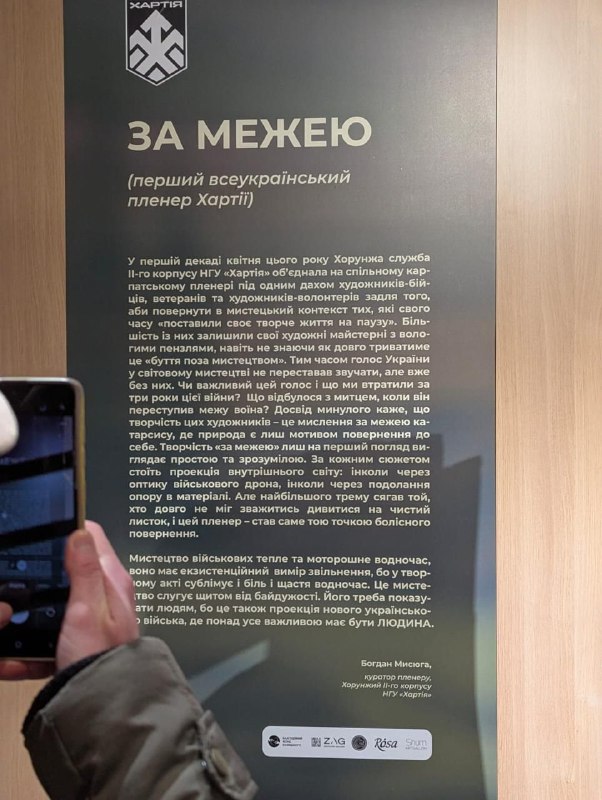 ХАРТІЯ
ЗА МЕЖЕЮ
(перший всеукраїнський
пленер Хартії)
У першій декаді квітня цього року Хорунжа служба
ІІ-го корпусу НГУ «Хартія» об'єднала на спільному кар-
патському пленері під одним дахом художників-бій-
ців, ветеранів та художників-волонтерів задля того,
аби повернути в мистецький контекст тих, які свого
часу «поставили своє творче життя на паузу». Біль-
шість із них залишили свої художні майстерні з воло-
гими пензлями, навіть не знаючи як довго триватиме
це «буття поза мистецтвом». Тим часом голос України
у світовому мистецтві не переставав звучати, але вже
без них. Чи важливий цей голос і що ми втратили за
три роки цієї війни? Що відбулося з митцем, коли він
переступив межу воїна? Досвід минулого каже, що
творчість цих художників – це мислення за межею ка-
тарсису, де природа є лиш мотивом повернення до
себе. Творчість «за межею» лиш на перший погляд ви-
глядає простою та зрозумілою. За кожним сюжетом
стоїть проекція внутрішнього світу: інколи через
оптику військового дрона, інколи через подолання
опору в матеріалі. Але найбільшого трему сягав той,
хто довго не міг зважитись дивитися на чистий
листок, і цей пленер – став саме тою точкою болісного
повернення.
Мистецтво військових тепле та моторошне водночас,
воно має екзистенційний вимір звільнення, бо у твор-
чому акті сублімує і біль і щастя водночас. Це мисте-
цтво слугує щитом від байдужості. Його треба показу-
вати людям, бо це також проекція нового українсько-
го війська, де понад усе важливою має бути ЛЮДИНА.
Богдан Мисюга,
куратор пленеру,
Хорунжий ІІ-го корпусу
НГУ «Хартія»
ZAG Rósa Shum